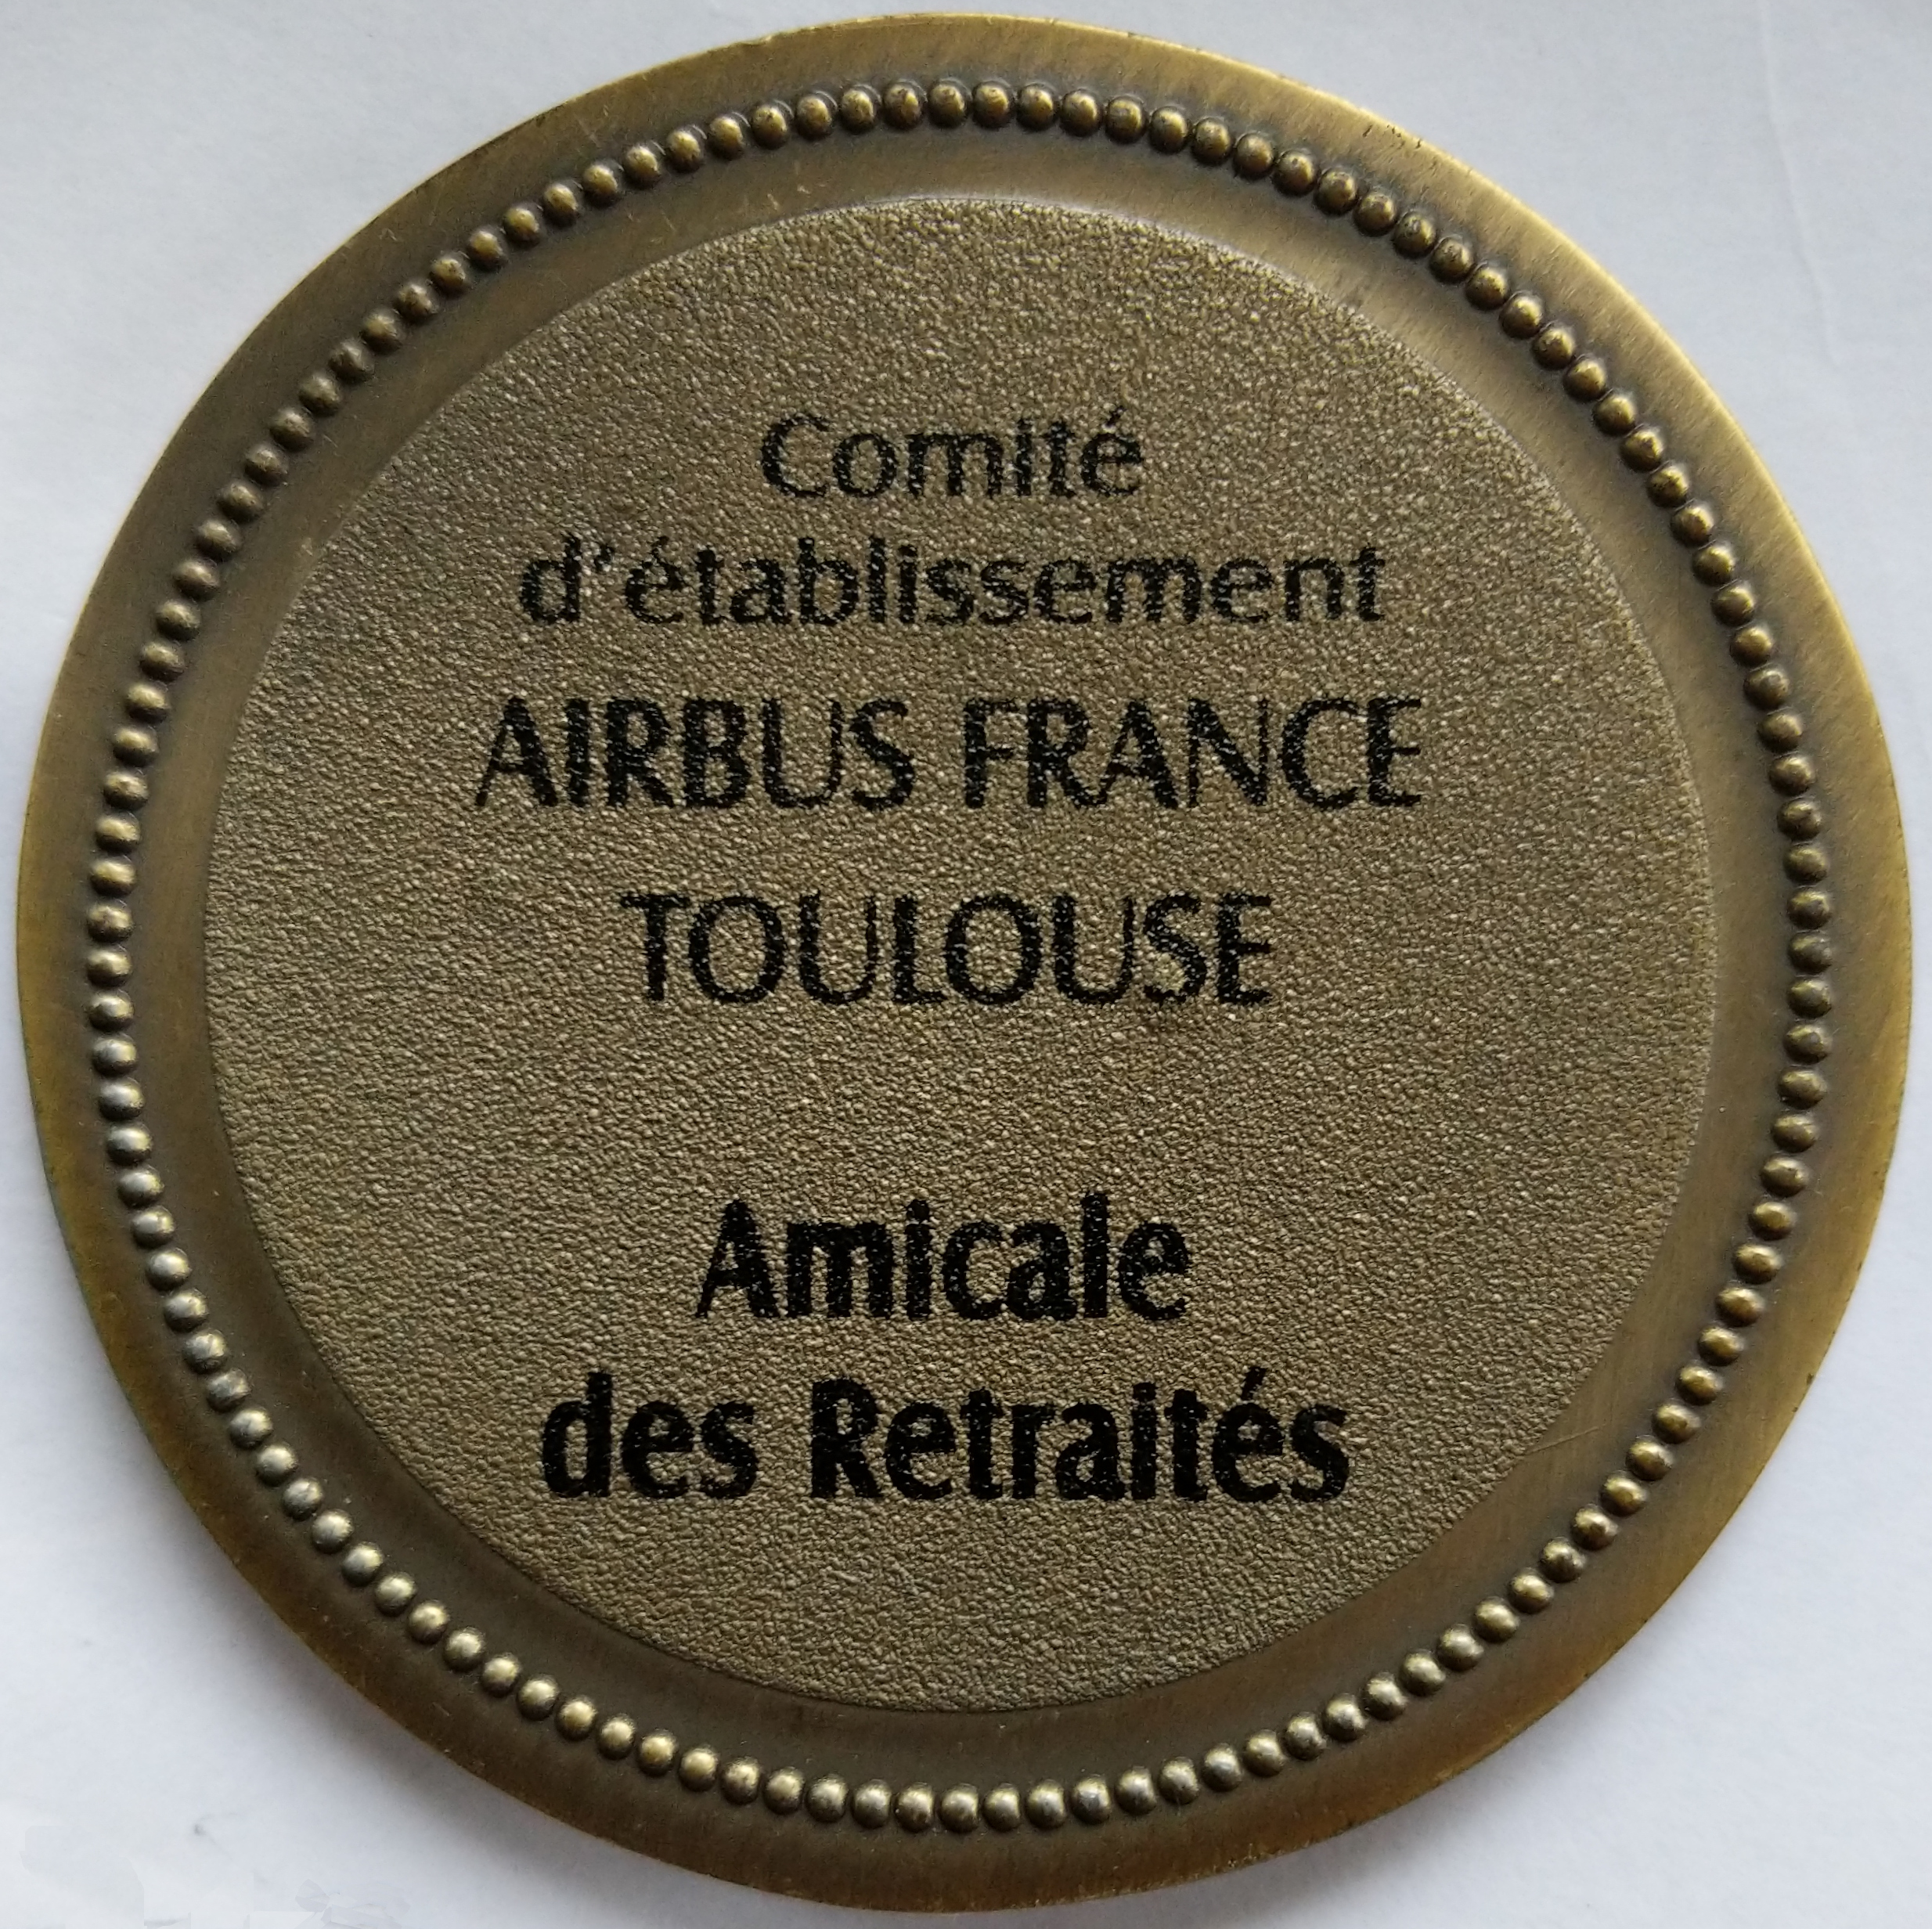 Comité
d'établissement
AIRBUS FRANCE
TOULOUSE
Amicale
des Retraités